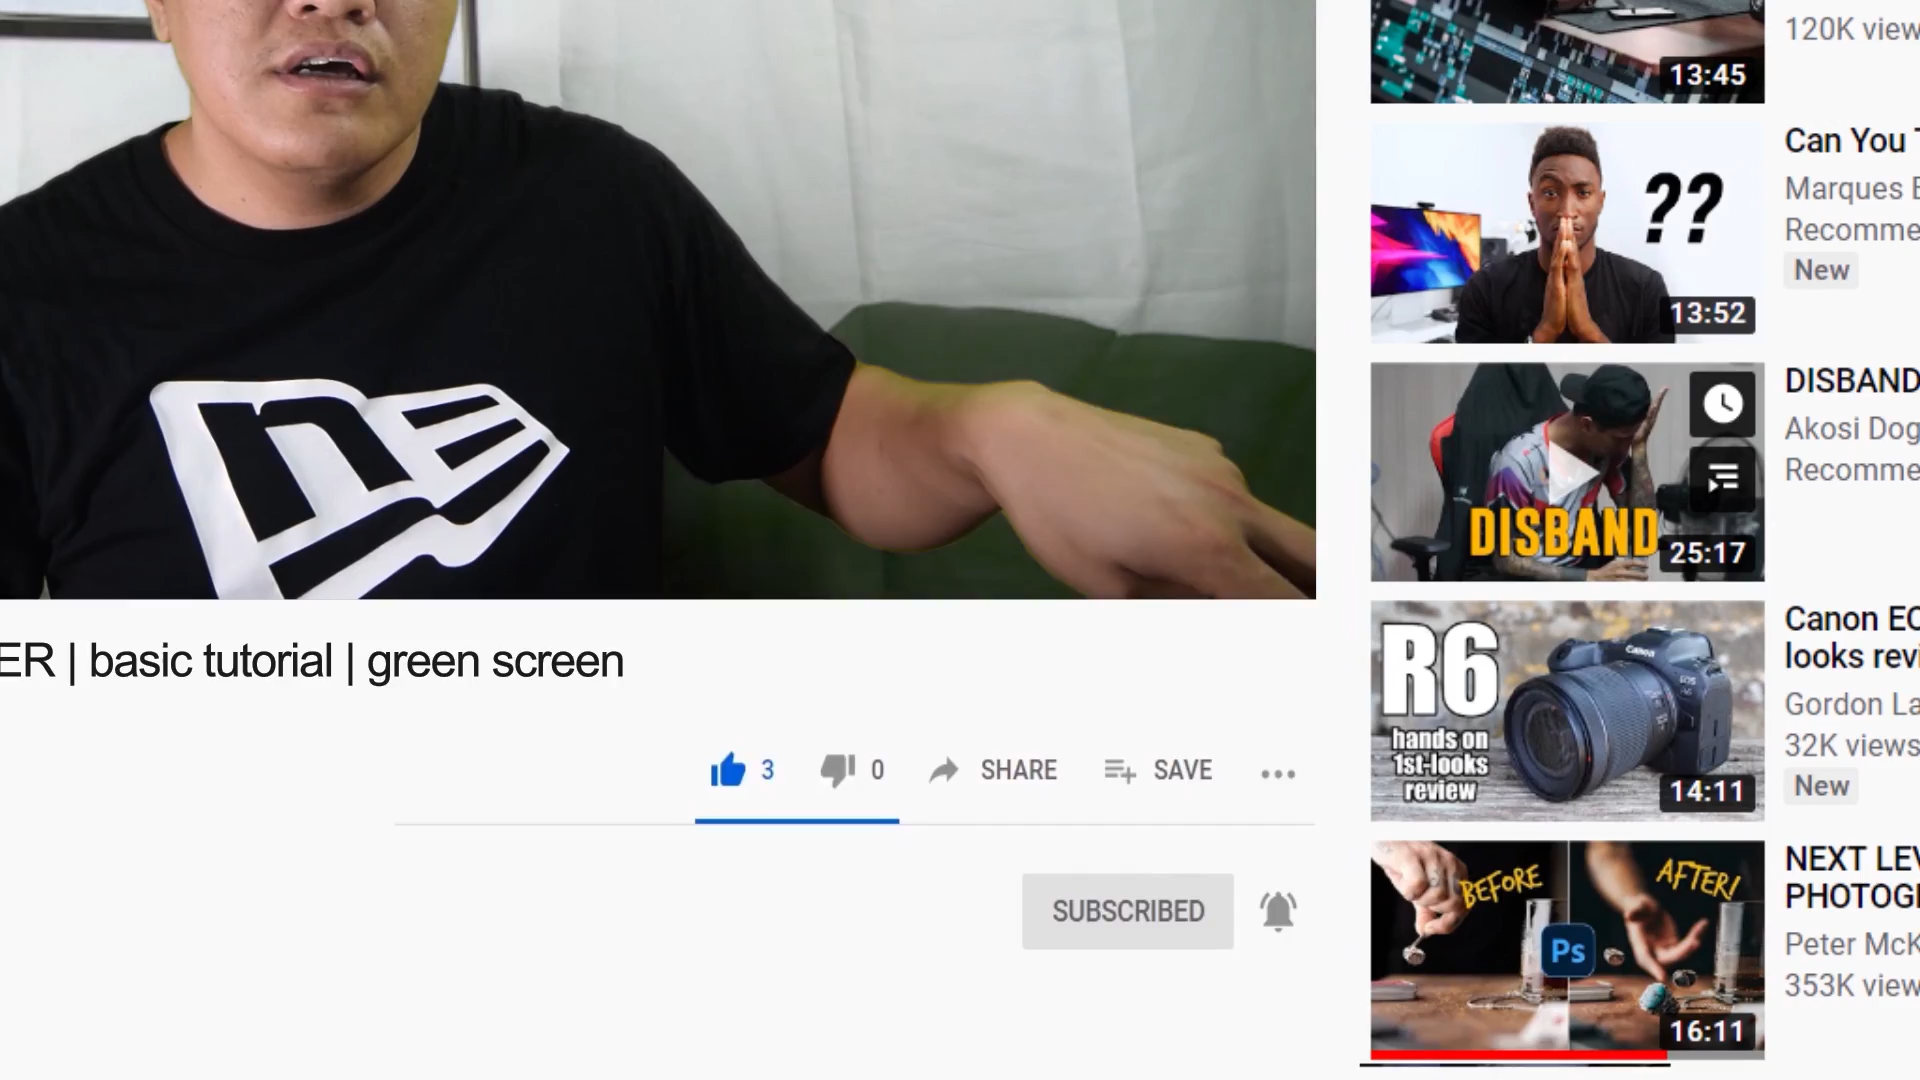 ER | basic tutorial | green screen
3
0
SHARE
SAVE
SUBSCRIBED
120K view
13:45
??
13:52
Can You
Marques
Recomme
New
DISBAND
25:17
DISBAND
Akosi Dog
Recomme
R6
hands on
1st-looks
review
Canon
14:11
Canon EO
looks revi
Gordon La
32K views
New
BEFORE
AFTER!
Ps
16:11
NEXT LEV
PHOTOG
Peter McK
353K view